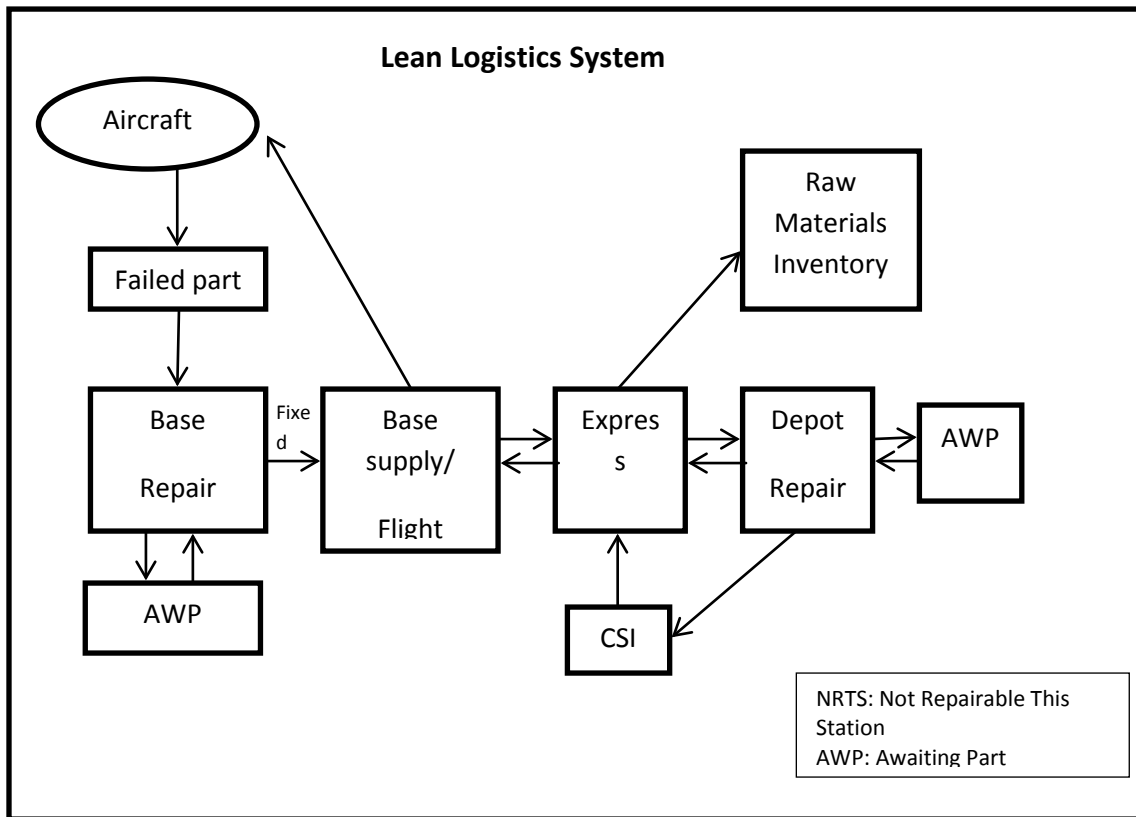 Lean Logistics System
Aircraft
Raw
Materials
Inventory
Failed part
Base
Repair
Fixe
d
Base
supply/
Flight
Expres
s
Depot
Repair
AWP
AWP
CSI
NRTS: Not Repairable This
Station
AWP: Awaiting Part